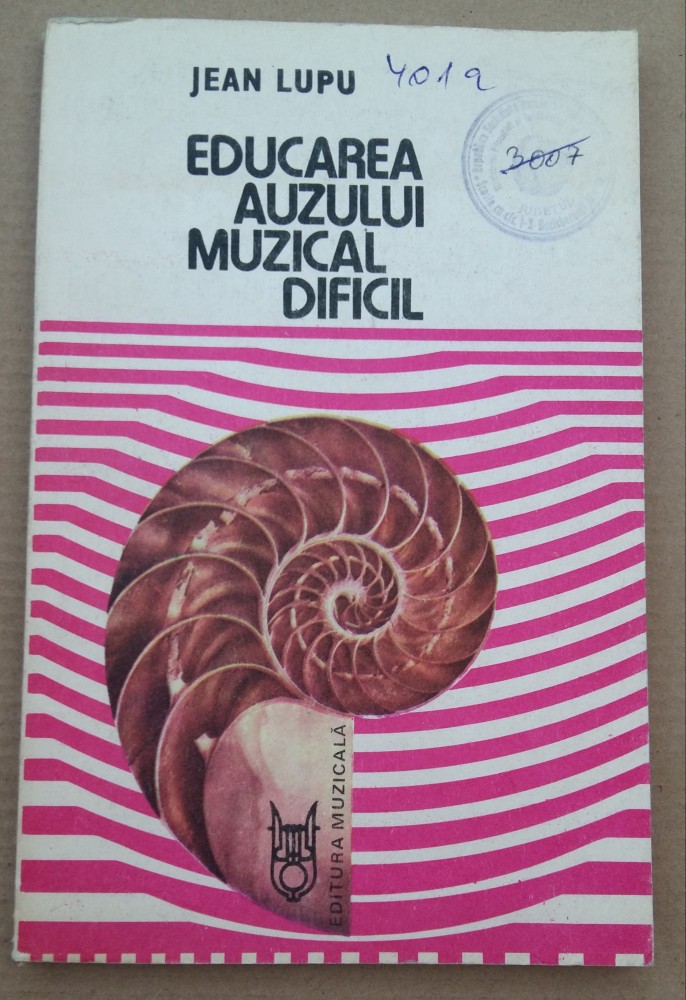 JEAN LUPU 4019
EDUCAREA
AUZULUI
MUZICAL
DIFICIL
3007
EDITURA MUZICALĂ